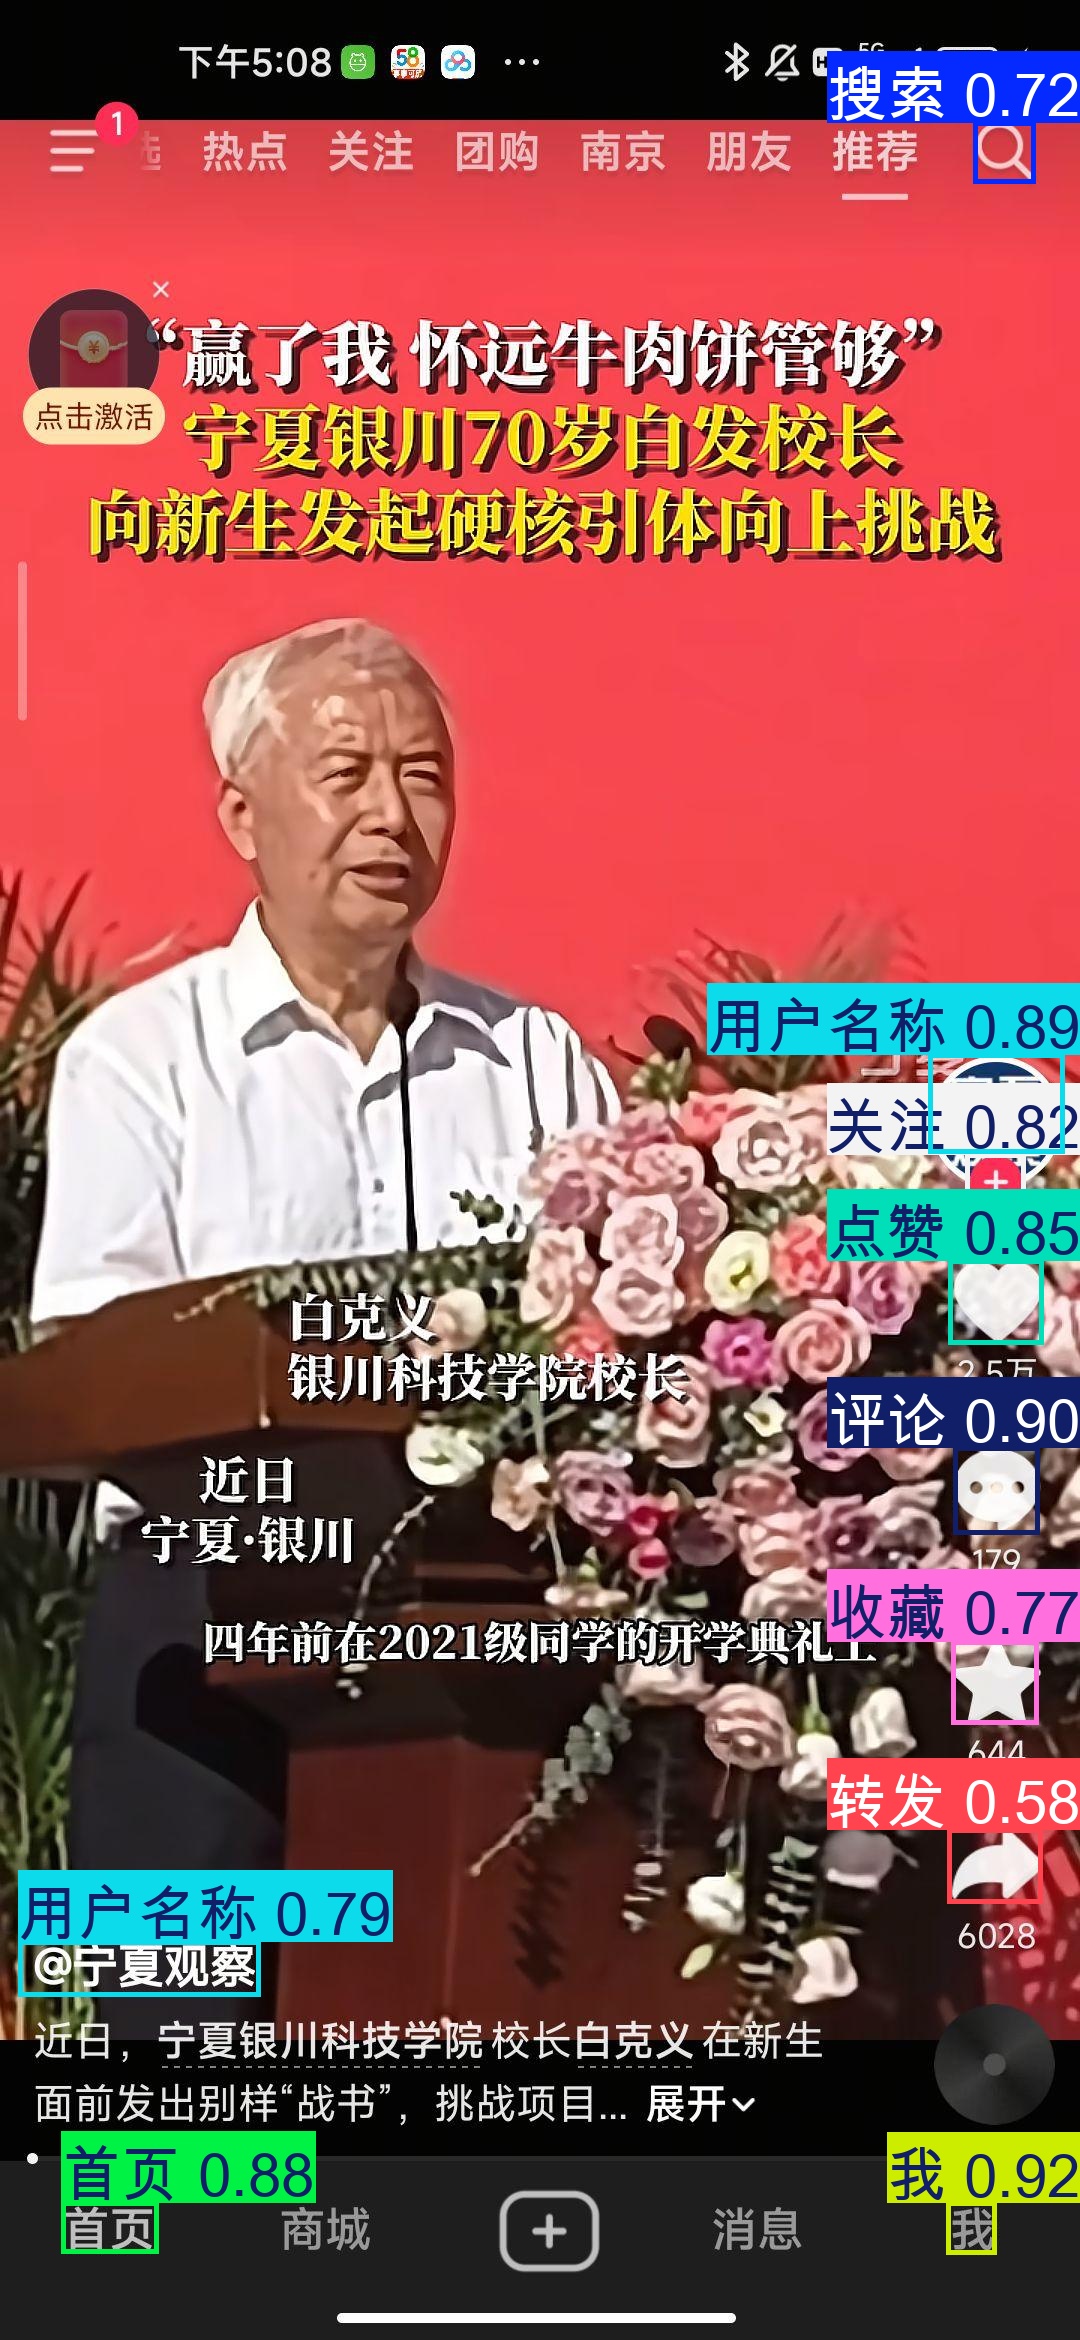 下午5:08
58
搜索 0.72
1
热点 关注 团购 南京 朋友 推荐
“赢了我 怀远牛肉饼管够”
点击激活
宁夏银川70岁白发校长
向新生发起硬核引体向上挑战
用户名称 0.89
关注 0.82
点赞 0.85
白克义
银川科技学院校长
2.5万
评论 0.90
近日
宁夏·银川
179
收藏 0.77
四年前在2021级同学的开学典礼上
644
转发 0.58
6028
用户名称 0.79
@宁夏观察
近日，宁夏银川科技学院校长白克义在新生
面前发出别样“战书”，挑战项目... 展开
首页 0.88
我 0.92
首页 商城 消息 我